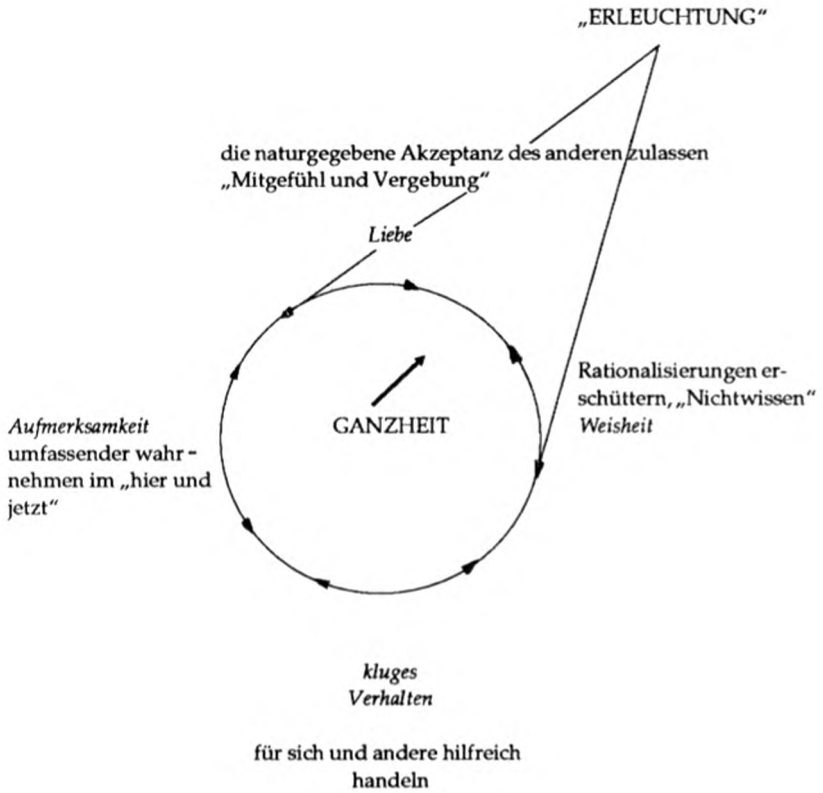 „ERLEUCHTUNG“
die naturgegebene Akzeptanz des anderen zulassen
„Mitgefühl und Vergebung“
Liebe
Rationalisierungen er-
schüttern, „Nichtwissen“
Weisheit
GANZHEIT
Aufmerksamkeit
umfassender wahr-
nehmen im „hier und
jetzt“
kluges
Verhalten
für sich und andere hilfreich
handeln